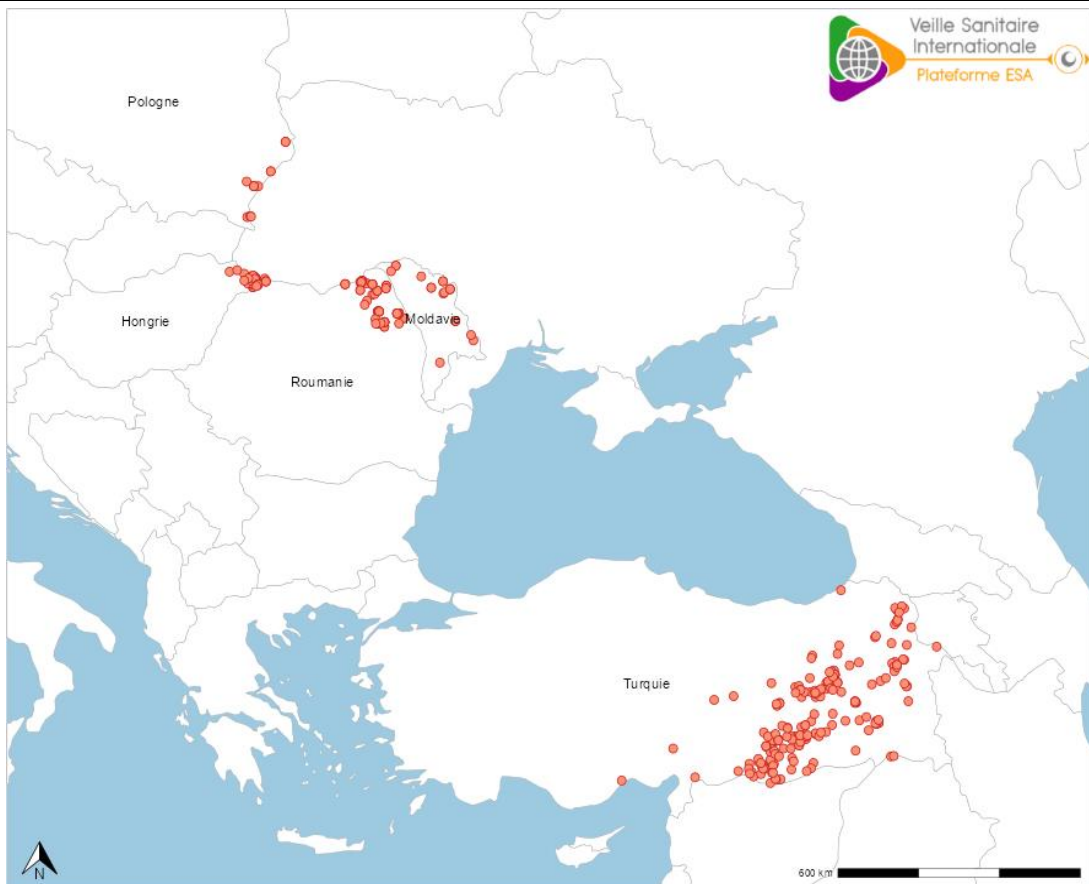 Veille Sanitaire
Internationale
Plateforme ESA
Pologne
Hongrie
Moldavie
Roumanie
Turquie
N
600 km